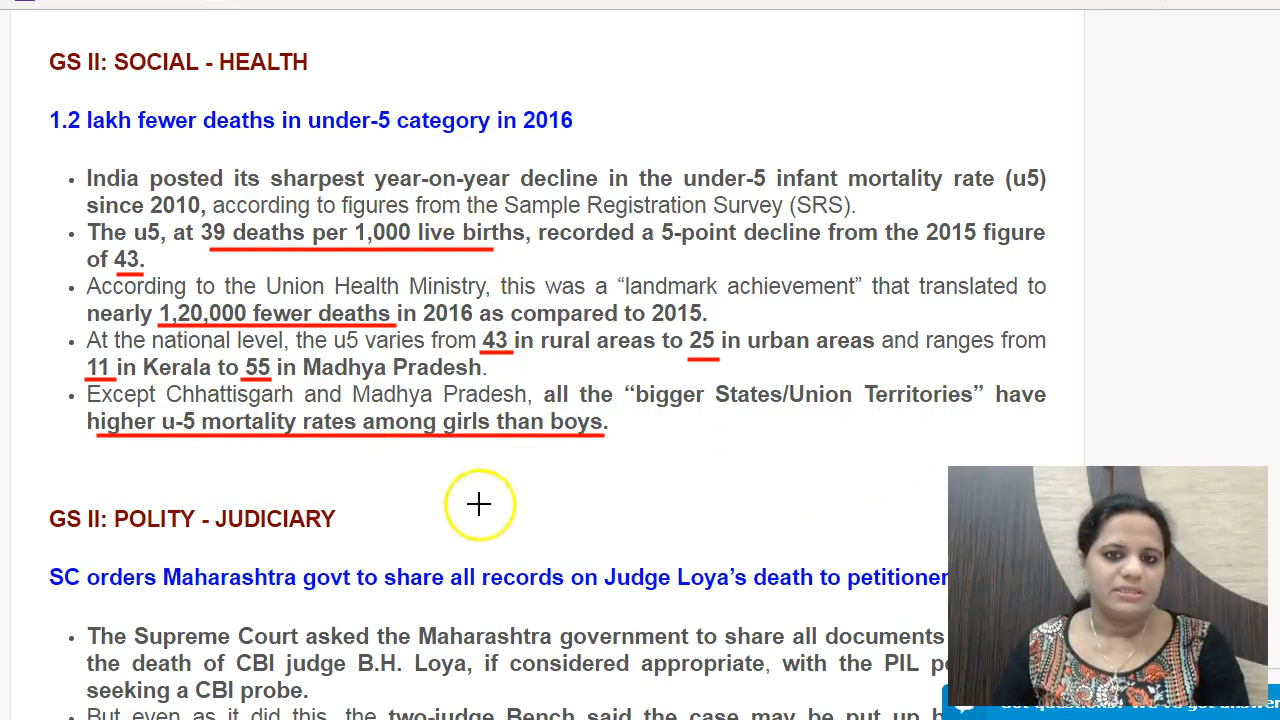 GS II: SOCIAL - HEALTH
1.2 lakh fewer deaths in under-5 category in 2016
• India posted its sharpest year-on-year decline in the under-5 infant mortality rate (u5)
since 2010, according to figures from the Sample Registration Survey (SRS).
• The u5, at 39 deaths per 1,000 live births, recorded a 5-point decline from the 2015 figure
of 43.
• According to the Union Health Ministry, this was a “landmark achievement” that translated to
nearly 1,20,000 fewer deaths in 2016 as compared to 2015.
• At the national level, the u5 varies from 43 in rural areas to 25 in urban areas and ranges from
11 in Kerala to 55 in Madhya Pradesh.
• Except Chhattisgarh and Madhya Pradesh, all the “bigger States/Union Territories” have
higher u-5 mortality rates among girls than boys.
GS II: POLITY - JUDICIARY
SC orders Maharashtra govt to share all records on Judge Loya’s death to petitioner
• The Supreme Court asked the Maharashtra government to share all documents
the death of CBI judge B.H. Loya, if considered appropriate, with the PIL
seeking a CBI probe.
• But even as it did this, the two-judge Bench said the case may be put up